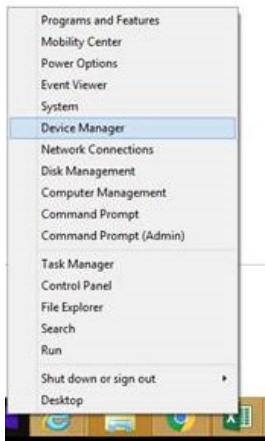 Programs and Features
Mobility Center
Power Options
Event Viewer
System
Device Manager
Network Connections
Disk Management
Computer Management
Command Prompt
Command Prompt (Admin)
Task Manager
Control Panel
File Explorer
Search
Run
Shut down or sign out
Desktop